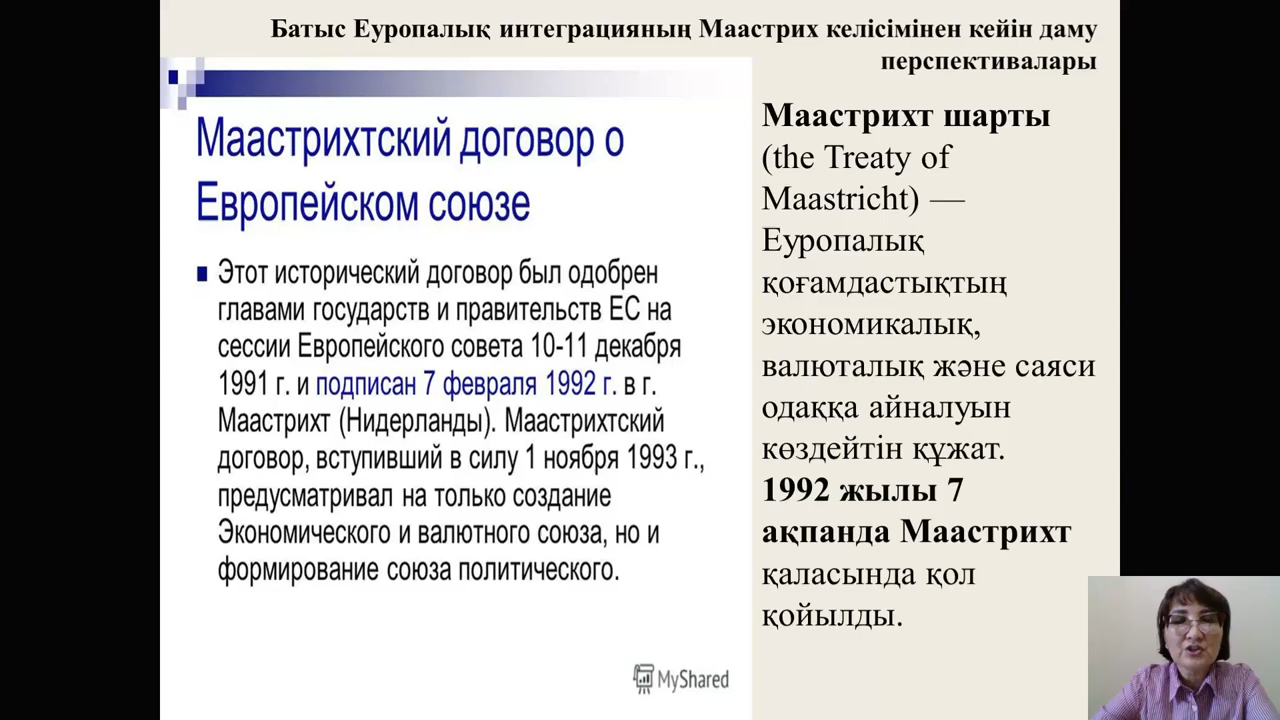 Батыс Еуропалық интеграцияның Маастрих келісімінен кейін даму
перспективалары
Маастрихтский договор о
Европейском союзе
Этот исторический договор был одобрен
главами государств и правительств ЕС на
сессии Европейского совета 10-11 декабря
1991 г. и подписан 7 февраля 1992 г. в г.
Маастрихт (Нидерланды). Маастрихтский
договор, вступивший в силу 1 ноября 1993 г.,
предусматривал на только создание
Экономического и валютного союза, но и
формирование союза политического.
MyShared
Маастрихт шарты
(the Treaty of
Maastricht) —
Еуропалық
қоғамдастықтың
экономикалық,
валюталық және саяси
одаққа айналуын
көздейтін құжат.
1992 жылы 7
ақпанда Маастрихт
қаласында қол
қойылды.